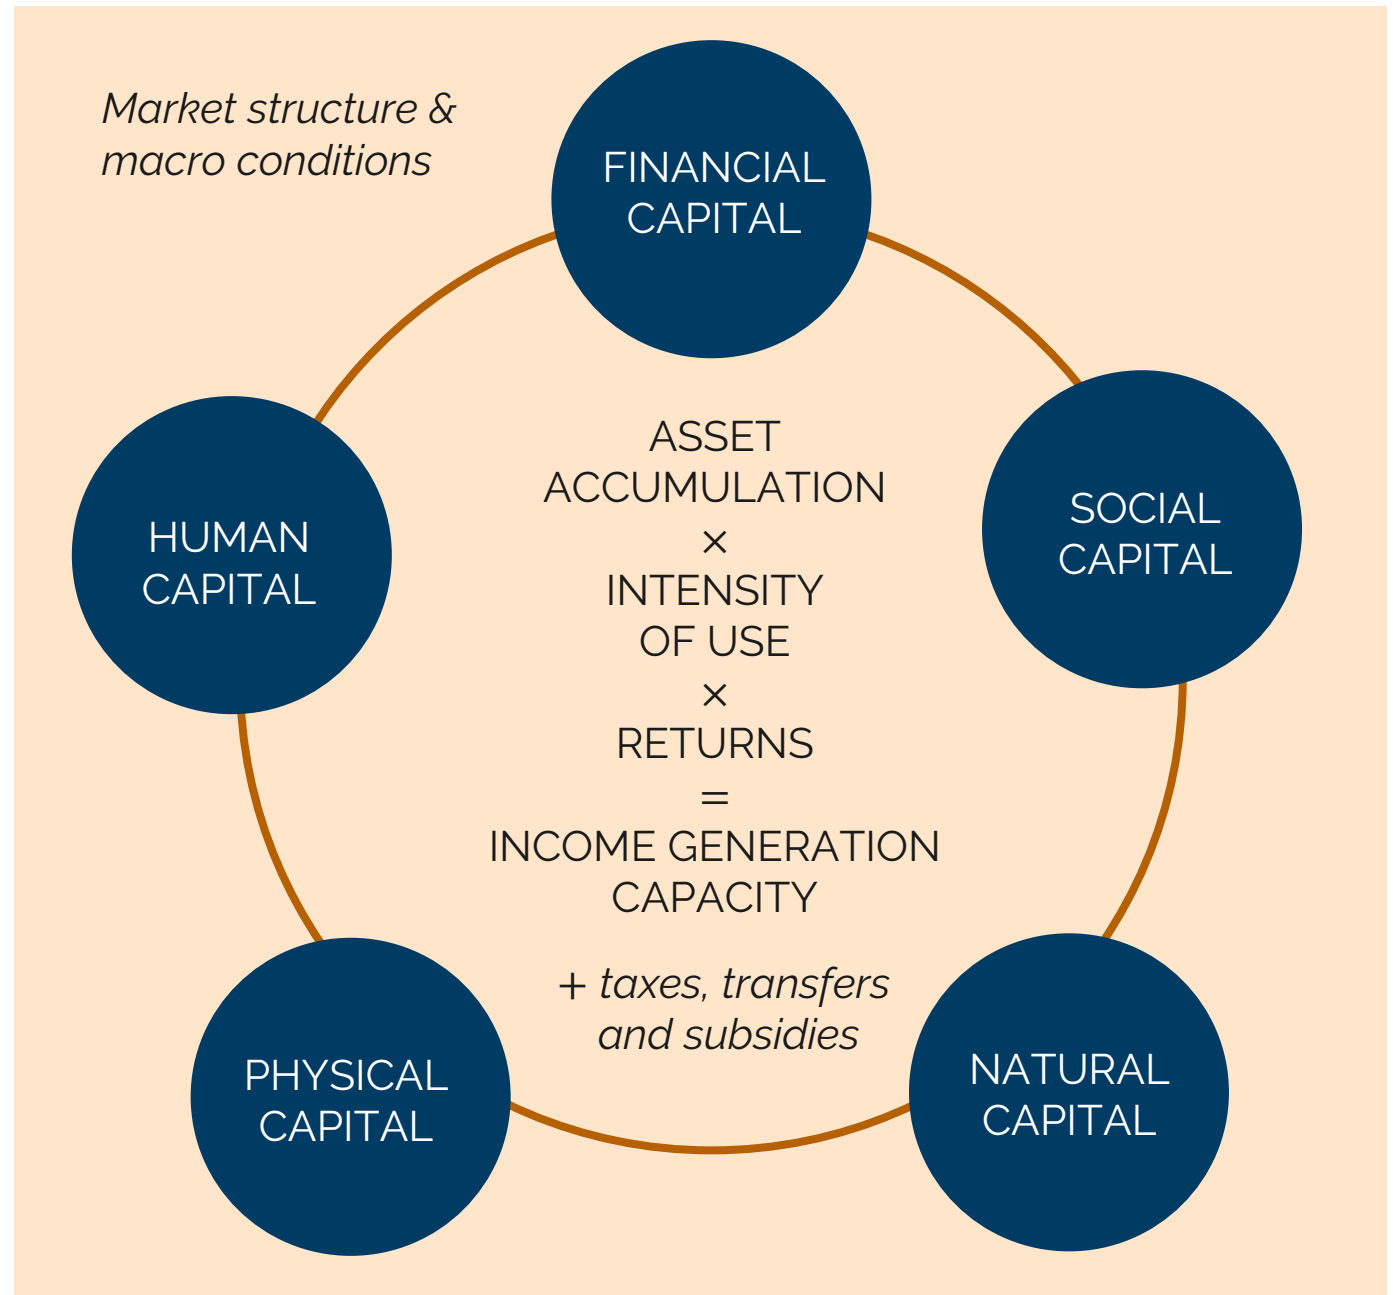 Market structure &
macro conditions
FINANCIAL
CAPITAL
SOCIAL
CAPITAL
HUMAN
CAPITAL
ASSET
ACCUMULATION
×
INTENSITY
OF USE
×
RETURNS
=
INCOME GENERATION
CAPACITY
+ taxes, transfers
and subsidies
PHYSICAL
CAPITAL
NATURAL
CAPITAL